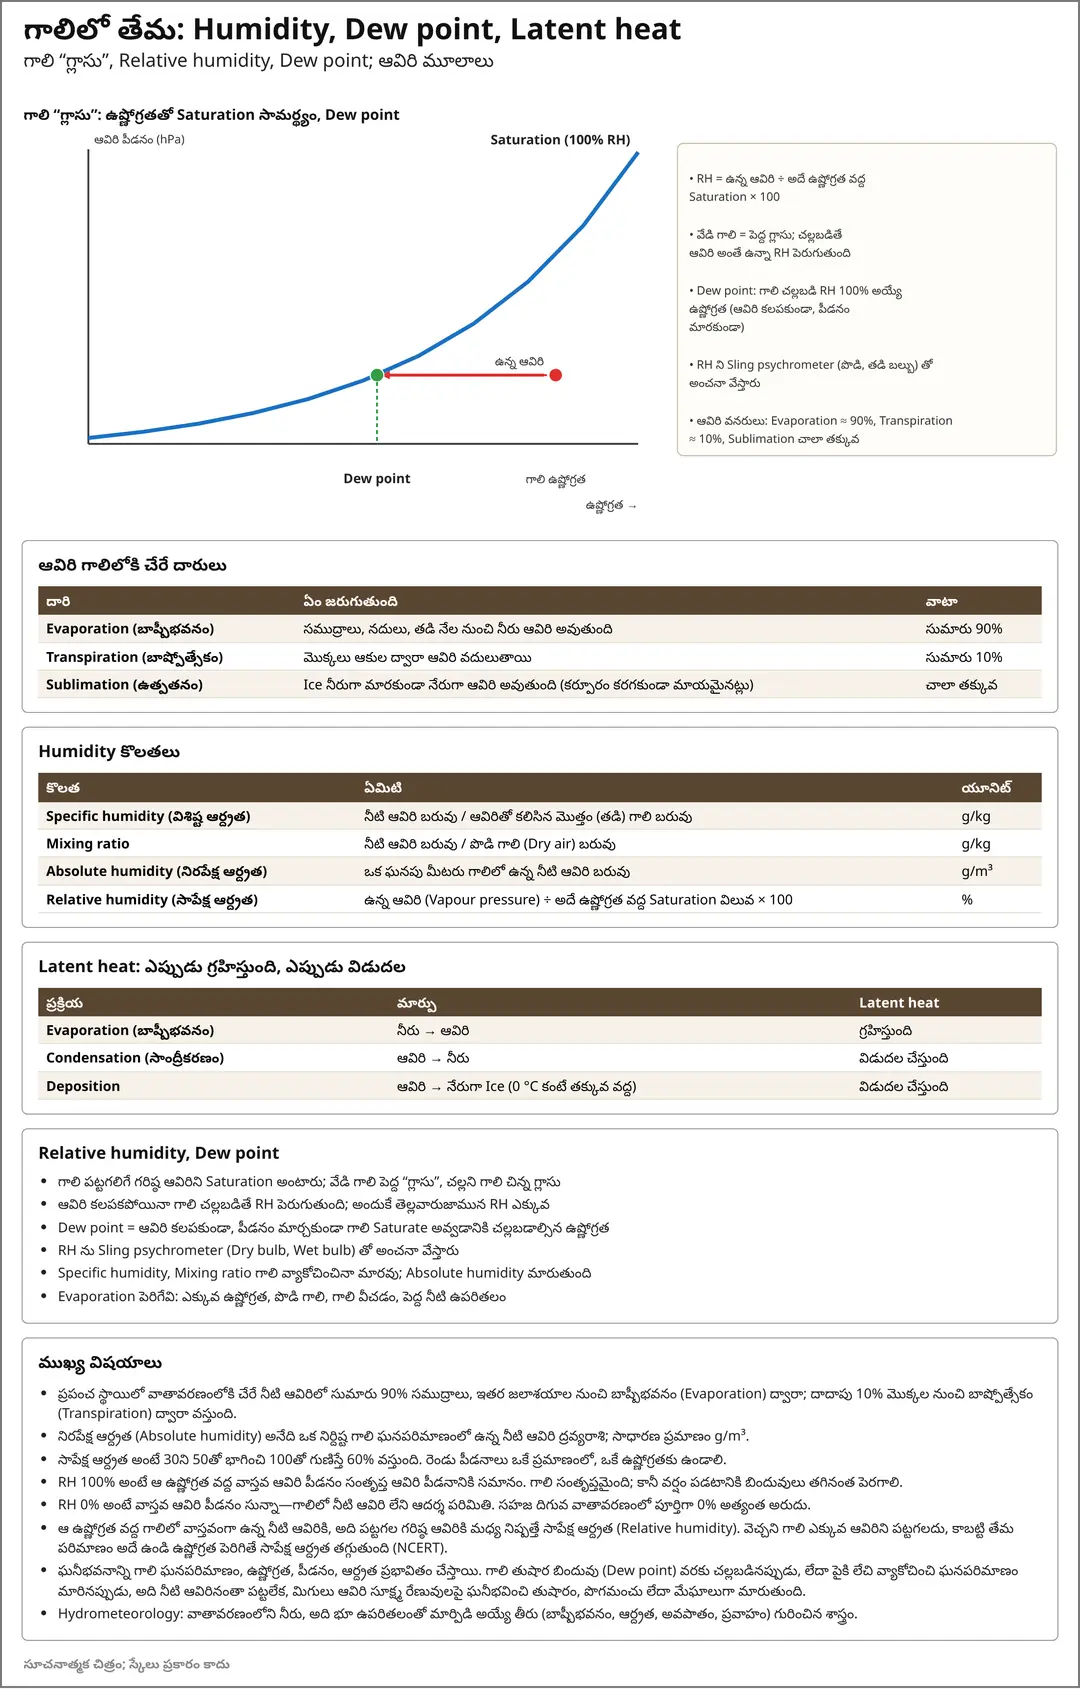 గాలిలో తేమ: Humidity, Dew point, Latent heat
గాలి “గ్లాసు”, Relative humidity, Dew point; ఆవిరి మూలాలు
గాలి “గ్లాసు”: ఉష్ణోగ్రతతో Saturation సామర్థ్యం, Dew point
ఆవిరి పీడనం (hPa)
Saturation (100% RH)
ఉన్న ఆవిరి
Dew point
గాలి ఉష్ణోగ్రత
ఉష్ణోగ్రత →
• RH = ఉన్న ఆవిరి ÷ అదే ఉష్ణోగ్రత వద్ద
Saturation × 100
• వేడి గాలి = పెద్ద గ్లాసు; చల్లబడితే
ఆవిరి అంతే ఉన్నా RH పెరుగుతుంది
• Dew point: గాలి చల్లబడి RH 100% అయ్యే
ఉష్ణోగ్రత (ఆవిరి కలపకుండా, పీడనం
మారకుండా)
• RH ని Sling psychrometer (పొడి, తడి బల్బు) తో
అంచనా వేస్తారు
• ఆవిరి వనరులు: Evaporation ≈ 90%, Transpiration
≈ 10%, Sublimation చాలా తక్కువ
ఆవిరి గాలిలోకి చేరే దారులు
దారి ఏం జరుగుతుంది వాటా
Evaporation (బాష్పీభవనం) సముద్రాలు, నదులు, తడి నేల నుంచి నీరు ఆవిరి అవుతుంది సుమారు 90%
Transpiration (బాష్పోత్సేకం) మొక్కలు ఆకుల ద్వారా ఆవిరి వదులుతాయి సుమారు 10%
Sublimation (ఉత్పతనం) Ice నీరుగా మారకుండా నేరుగా ఆవిరి అవుతుంది (కర్పూరం కరగకుండా మాయమైనట్లు) చాలా తక్కువ
Humidity కొలతలు
కొలత ఏమిటి యూనిట్
Specific humidity (విశిష్ట ఆర్ద్రత) నీటి ఆవిరి బరువు / ఆవిరితో కలిసిన మొత్తం (తడి) గాలి బరువు g/kg
Mixing ratio నీటి ఆవిరి బరువు / పొడి గాలి (Dry air) బరువు g/kg
Absolute humidity (నిరపేక్ష ఆర్ద్రత) ఒక ఘనపు మీటరు గాలిలో ఉన్న నీటి ఆవిరి బరువు g/m³
Relative humidity (సాపేక్ష ఆర్ద్రత) ఉన్న ఆవిరి (Vapour pressure) ÷ అదే ఉష్ణోగ్రత వద్ద Saturation విలువ × 100 %
Latent heat: ఎప్పుడు గ్రహిస్తుంది, ఎప్పుడు విడుదల
ప్రక్రియ మార్పు Latent heat
Evaporation (బాష్పీభవనం) నీరు → ఆవిరి గ్రహిస్తుంది
Condensation (సాంద్రీకరణం) ఆవిరి → నీరు విడుదల చేస్తుంది
Deposition ఆవిరి → నేరుగా Ice (0 °C కంటే తక్కువ వద్ద) విడుదల చేస్తుంది
Relative humidity, Dew point
• గాలి పట్టగలిగే గరిష్ఠ ఆవిరిని Saturation అంటారు; వేడి గాలి పెద్ద “గ్లాసు”, చల్లని గాలి చిన్న గ్లాసు
• ఆవిరి కలపకపోయినా గాలి చల్లబడితే RH పెరుగుతుంది; అందుకే తెల్లవారుజామున RH ఎక్కువ
• Dew point = ఆవిరి కలపకుండా, పీడనం మార్చకుండా గాలి Saturate అవ్వడానికి చల్లబడాల్సిన ఉష్ణోగ్రత
• RH ను Sling psychrometer (Dry bulb, Wet bulb) తో అంచనా వేస్తారు
• Specific humidity, Mixing ratio గాలి వ్యాకోచించినా మారవు; Absolute humidity మారుతుంది
• Evaporation పెరిగేవి: ఎక్కువ ఉష్ణోగ్రత, పొడి గాలి, గాలి వీచడం, పెద్ద నీటి ఉపరితలం
ముఖ్య విషయాలు
• ప్రపంచ స్థాయిలో వాతావరణంలోకి చేరే నీటి ఆవిరిలో సుమారు 90% సముద్రాలు, ఇతర జలాశయాల నుంచి బాష్పీభవనం (Evaporation) ద్వారా; దాదాపు 10% మొక్కల నుంచి బాష్పోత్సేకం
(Transpiration) ద్వారా వస్తుంది.
• నిరపేక్ష ఆర్ద్రత (Absolute humidity) అనేది ఒక నిర్దిష్ట గాలి ఘనపరిమాణంలో ఉన్న నీటి ఆవిరి ద్రవ్యరాశి; సాధారణ ప్రమాణం g/m³.
• సాపేక్ష ఆర్ద్రత అంటే 30ని 50తో భాగించి 100తో గుణిస్తే 60% వస్తుంది. రెండు పీడనాలు ఒకే ప్రమాణంలో, ఒకే ఉష్ణోగ్రతకు ఉండాలి.
• RH 100% అంటే ఆ ఉష్ణోగ్రత వద్ద వాస్తవ ఆవిరి పీడనం సంతృప్త ఆవిరి పీడనానికి సమానం. గాలి సంతృప్తమైంది; కానీ వర్షం పడటానికి బిందువులు తగినంత పెరగాలి.
• RH 0% అంటే వాస్తవ ఆవిరి పీడనం సున్నా—గాలిలో నీటి ఆవిరి లేని ఆదర్శ పరిమితి. సహజ దిగువ వాతావరణంలో పూర్తిగా 0% అత్యంత అరుదు.
• ఆ ఉష్ణోగ్రత వద్ద గాలిలో వాస్తవంగా ఉన్న నీటి ఆవిరికి, అది పట్టగల గరిష్ఠ ఆవిరికి మధ్య నిష్పత్తే సాపేక్ష ఆర్ద్రత (Relative humidity). వెచ్చని గాలి ఎక్కువ ఆవిరిని పట్టగలదు, కాబట్టి తేమ
పరిమాణం అదే ఉండి ఉష్ణోగ్రత పెరిగితే సాపేక్ష ఆర్ద్రత తగ్గుతుంది (NCERT).
• ఘనీభవనాన్ని గాలి ఘనపరిమాణం, ఉష్ణోగ్రత, పీడనం, ఆర్ద్రత ప్రభావితం చేస్తాయి. గాలి తుషార బిందువు (Dew point) వరకు చల్లబడినప్పుడు, లేదా పైకి లేచి వ్యాకోచించి ఘనపరిమాణం
మారినప్పుడు, అది నీటి ఆవిరినంతా పట్టలేక, మిగులు ఆవిరి సూక్ష్మ రేణువులపై ఘనీభవించి తుషారం, పొగమంచు లేదా మేఘాలుగా మారుతుంది.
• Hydrometeorology: వాతావరణంలోని నీరు, అది భూ ఉపరితలంతో మార్పిడి అయ్యే తీరు (బాష్పీభవనం, ఆర్ద్రత, అవపాతం, ప్రవాహం) గురించిన శాస్త్రం.
సూచనాత్మక చిత్రం; స్కేలు ప్రకారం కాదు